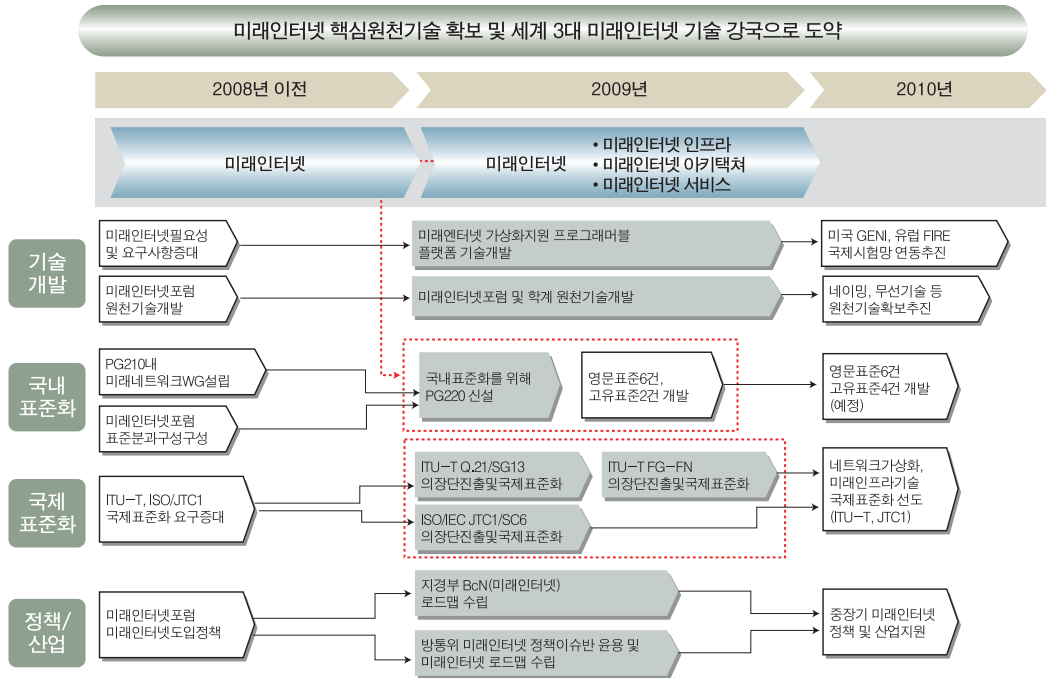 미래인터넷 핵심원천기술 확보 및 세계 3대 미래인터넷 기술 강국으로 도약
2008년 이전
2009년
2010년
미래인터넷
미래인터넷
• 미래인터넷 인프라
• 미래인터넷 아키택쳐
• 미래인터넷 서비스
기술
개발
미래인터넷필요성
및 요구사항증대
미래엔터넷 가상화지원 프로그래머블
플랫폼 기술개발
미국 GENI, 유럽 FIRE
국제시험망 연동추진
미래인터넷포럼
원천기술개발
미래인터넷포럼 및 학계 원천기술개발
네이밍, 무선기술 등
원천기술확보추진
국내
표준화
PG210내
미래네트워크WG설립
미레인터넷포럼
표준분과구성구성
국내표준화를 위해
PG220 신설
영문표준6건,
고유표준2건 개발
영문표준6건
고유표준4건 개발
(예정)
국제
표준화
ITU-T, ISO/JTC1
국제표준화 요구증대
ITU-T Q.21/SG13
의장단진출및국제표준화
ITU-T FG-FN
의장단진출및국제표준화
ISO/IEC JTC1/SC6
의장단진출및국제표준화
네트워크가상화,
미래인프라기술
국제표준화 선도
(ITU-T, JTC1)
정책/
산업
미래인터넷포럼
미래인터넷도입정책
지경부 BcN(미래인터넷)
로드맵 수립
방통위 미래인터넷 정책이슈반 운용 및
미래인터넷 로드맵 수립
중장기 미래인터넷
정책 및 산업지원